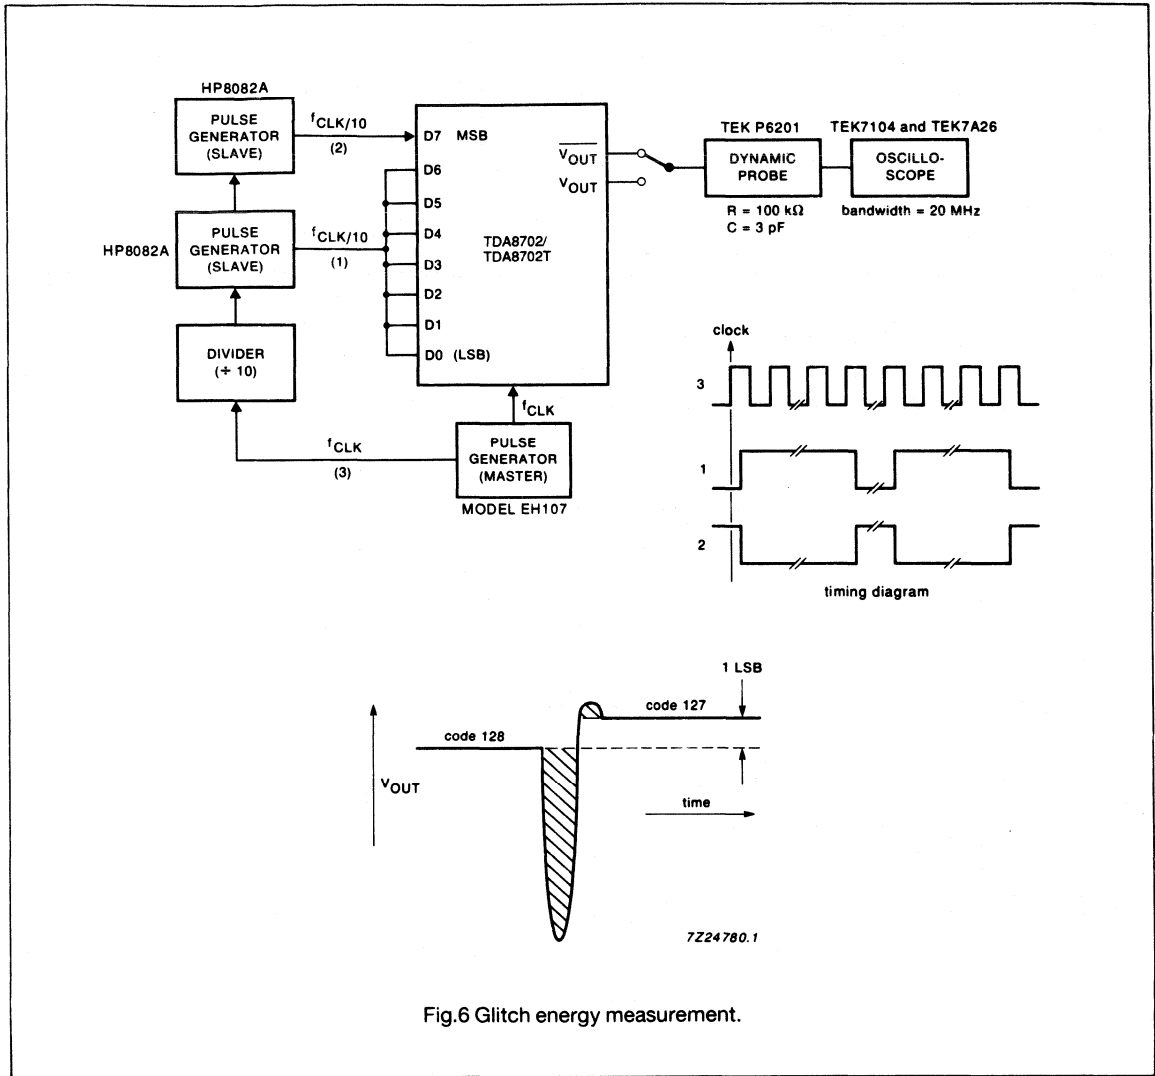 HP8082A
PULSE
GENERATOR
(SLAVE)
fCLK/10
(2)
D7 MSB
D6
D5
D4
D3
D2
D1
D0 (LSB)
TDA8702/
TDA8702T
VOUT
VOUT
TEK P6201
DYNAMIC
PROBE
R = 100 kΩ
C = 3 pF
TEK7104 and TEK7A26
OSCILLO-
SCOPE
bandwidth = 20 MHz
HP8082A
PULSE
GENERATOR
(SLAVE)
fCLK/10
(1)
DIVIDER
(÷ 10)
fCLK
(3)
fCLK
PULSE
GENERATOR
(MASTER)
MODEL EH107
clock
3
1
2
timing diagram
1 LSB
code 127
code 128
VOUT
time
7Z24780.1
Fig.6 Glitch energy measurement.